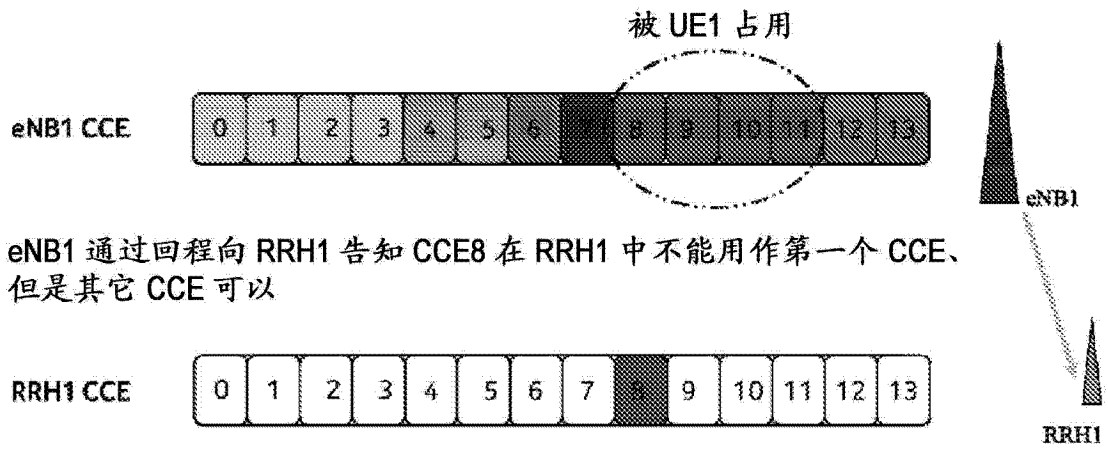 被 UE1 占用
eNB1 CCE 0 1 2 3 4 5 6 7 8 9 10 11 12 13
eNB1
eNB1 通过回程向 RRH1 告知 CCE8 在 RRH1 中不能用作第一个 CCE、
但是其它 CCE 可以
RRH1 CCE 0 1 2 3 4 5 6 7 8 9 10 11 12 13
RRH1